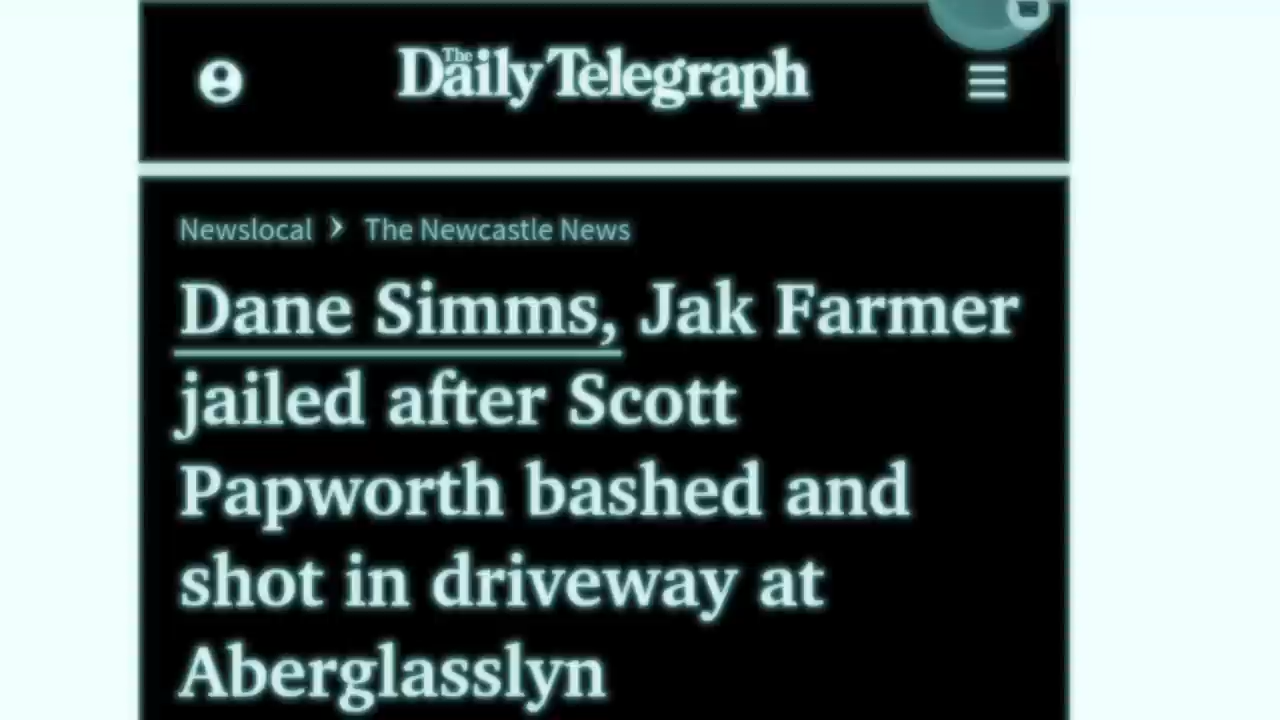 The Daily Telegraph
Newslocal > The Newcastle News
Dane Simms, Jak Farmer
jailed after Scott
Papworth bashed and
shot in driveway at
Aberglasslyn